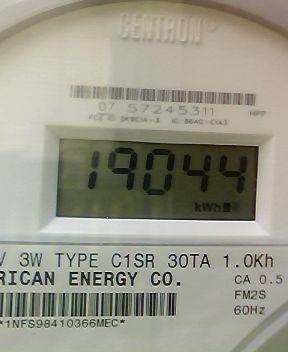 CENTRON®
07 57245311 HPP
19044
kWh
V 3W TYPE C1SR 30TA 1.0Kh
RICAN ENERGY CO. CA 0.5
FM2S
*1NFS98410366MEC* 60Hz